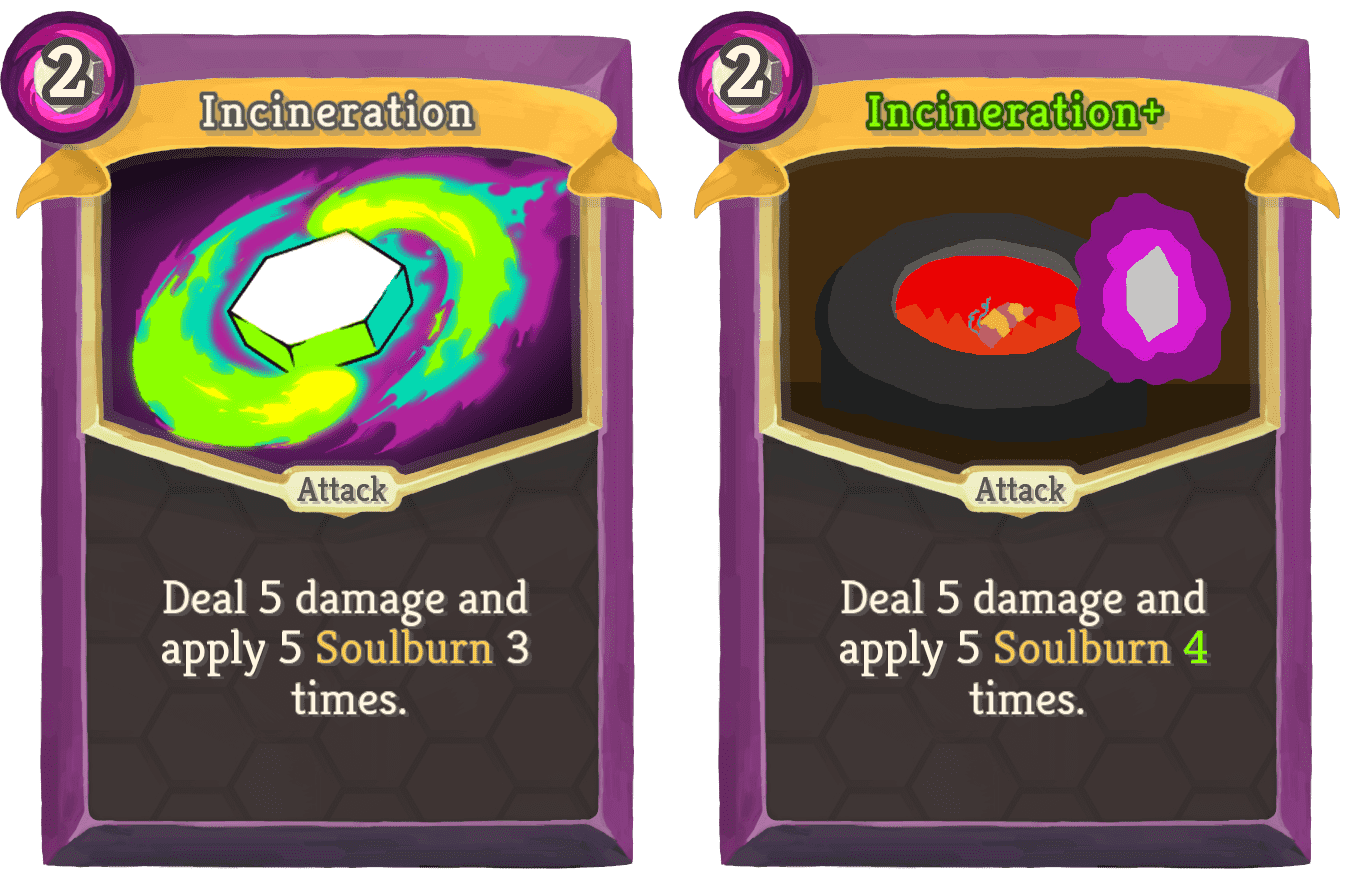 2
Incineration
Attack
Deal 5 damage and
apply 5 Soulburn 3
times.
2
Incineration+
Attack
Deal 5 damage and
apply 5 Soulburn 4
times.